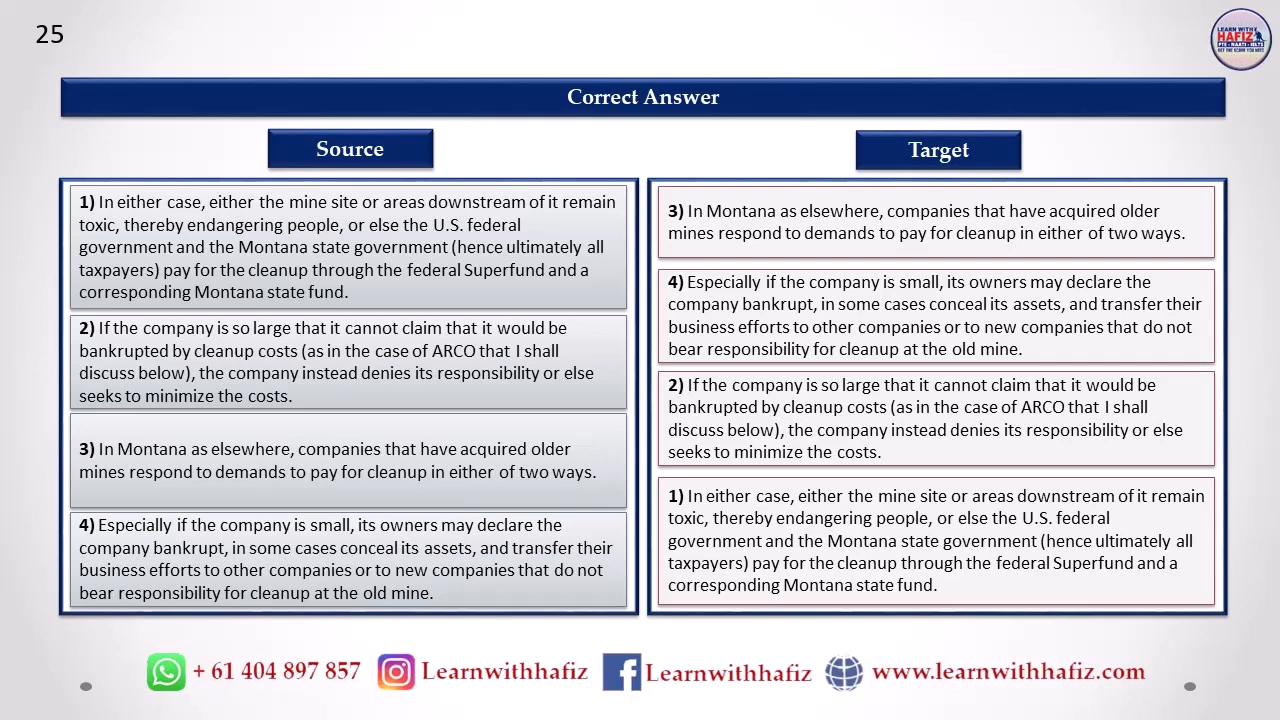 25
LEARN WITH
HAFIZ
PTE - NAATI - IELTS
GET THE SCORE YOU NEED
Correct Answer
Source
Target
1) In either case, either the mine site or areas downstream of it remain
toxic, thereby endangering people, or else the U.S. federal
government and the Montana state government (hence ultimately all
taxpayers) pay for the cleanup through the federal Superfund and a
corresponding Montana state fund.
2) If the company is so large that it cannot claim that it would be
bankrupted by cleanup costs (as in the case of ARCO that I shall
discuss below), the company instead denies its responsibility or else
seeks to minimize the costs.
3) In Montana as elsewhere, companies that have acquired older
mines respond to demands to pay for cleanup in either of two ways.
4) Especially if the company is small, its owners may declare the
company bankrupt, in some cases conceal its assets, and transfer their
business efforts to other companies or to new companies that do not
bear responsibility for cleanup at the old mine.
3) In Montana as elsewhere, companies that have acquired older
mines respond to demands to pay for cleanup in either of two ways.
4) Especially if the company is small, its owners may declare the
company bankrupt, in some cases conceal its assets, and transfer their
business efforts to other companies or to new companies that do not
bear responsibility for cleanup at the old mine.
2) If the company is so large that it cannot claim that it would be
bankrupted by cleanup costs (as in the case of ARCO that I shall
discuss below), the company instead denies its responsibility or else
seeks to minimize the costs.
1) In either case, either the mine site or areas downstream of it remain
toxic, thereby endangering people, or else the U.S. federal
government and the Montana state government (hence ultimately all
taxpayers) pay for the cleanup through the federal Superfund and a
corresponding Montana state fund.
+ 61 404 897 857 Learnwithhafiz Learnwithhafiz www.learnwithhafiz.com